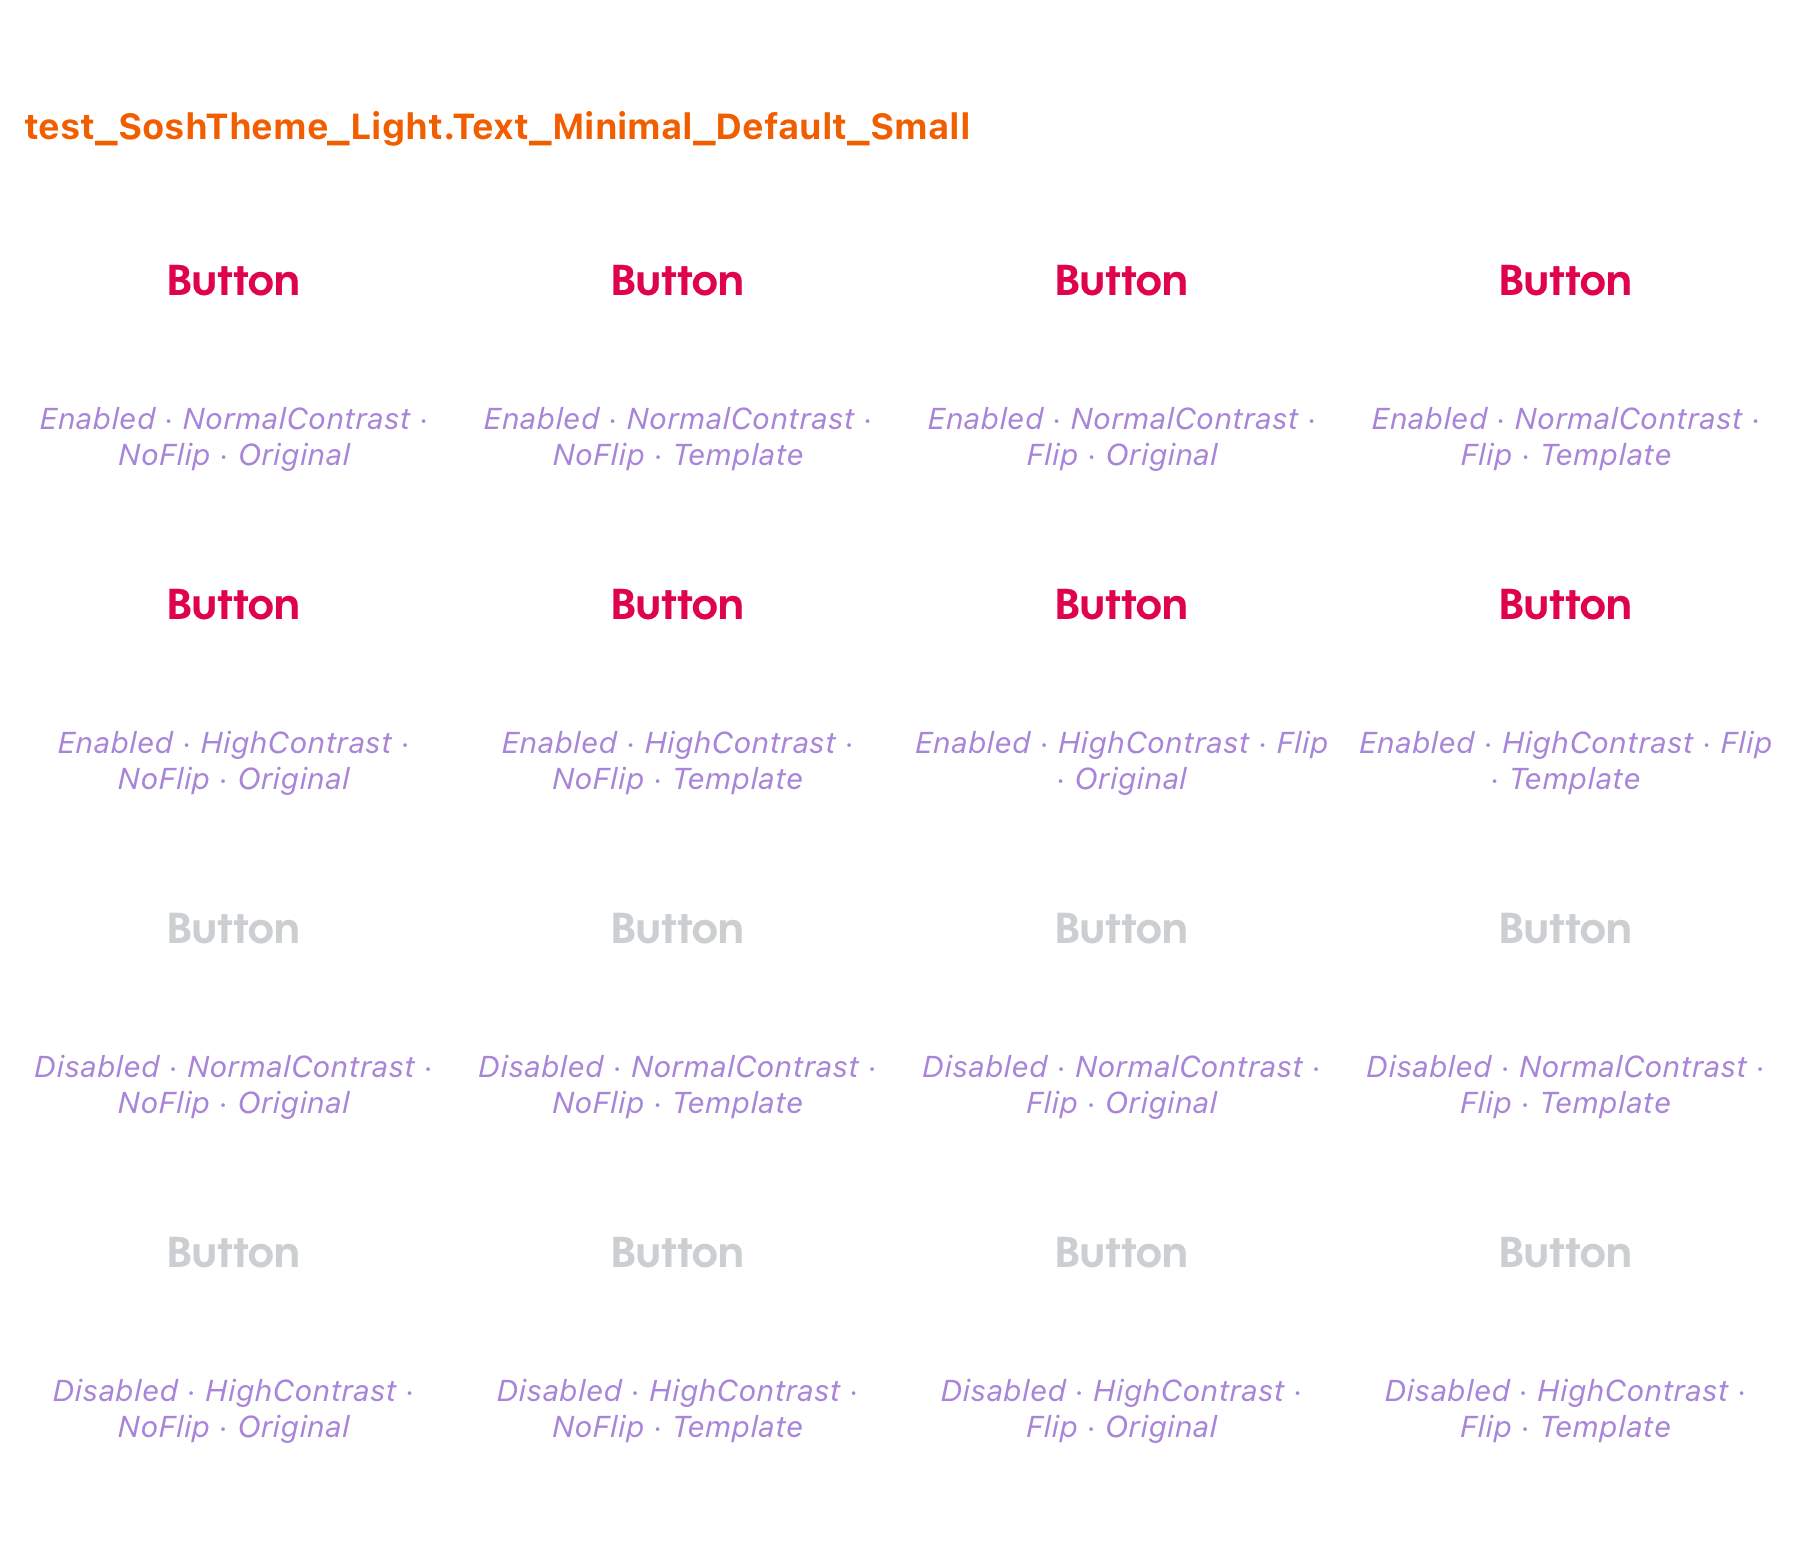 test_SoshTheme_Light.Text_Minimal_Default_Small
Button Button Button Button
Enabled · NormalContrast · Enabled · NormalContrast · Enabled · NormalContrast · Enabled · NormalContrast ·
NoFlip · Original NoFlip · Template Flip · Original Flip · Template
Button Button Button Button
Enabled · HighContrast · Enabled · HighContrast · Enabled · HighContrast · Flip Enabled · HighContrast · Flip
NoFlip · Original NoFlip · Template · Original · Template
Button Button Button Button
Disabled · NormalContrast · Disabled · NormalContrast · Disabled · NormalContrast · Disabled · NormalContrast ·
NoFlip · Original NoFlip · Template Flip · Original Flip · Template
Button Button Button Button
Disabled · HighContrast · Disabled · HighContrast · Disabled · HighContrast · Disabled · HighContrast ·
NoFlip · Original NoFlip · Template Flip · Original Flip · Template